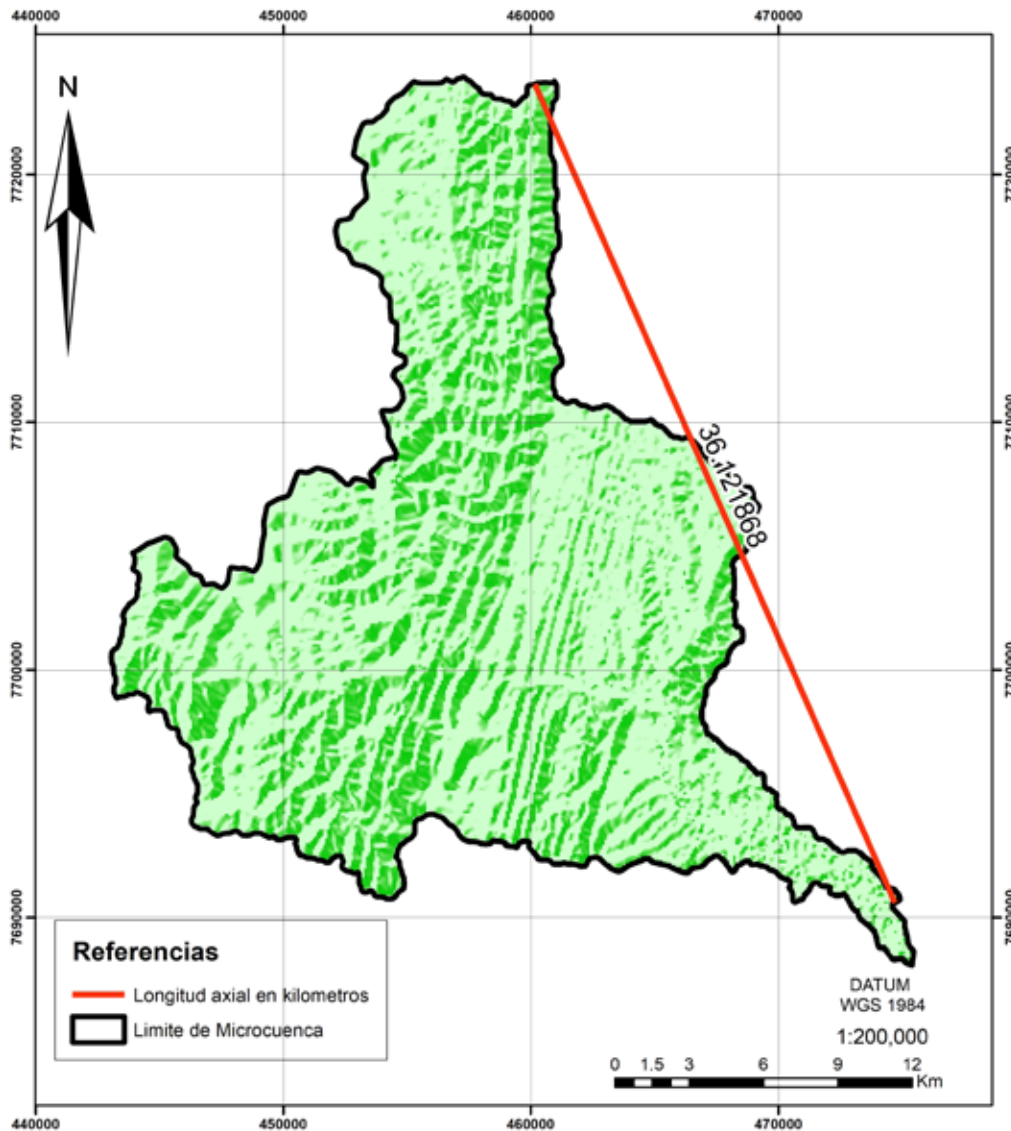 440000 450000 460000 470000
N
7720000
7710000
36.121868
7700000
7690000
Referencias
Longitud axial en kilometros
Limite de Microcuenca
DATUM
WGS 1984
1:200,000
0 1.5 3 6 9 12
Km
440000 450000 460000 470000